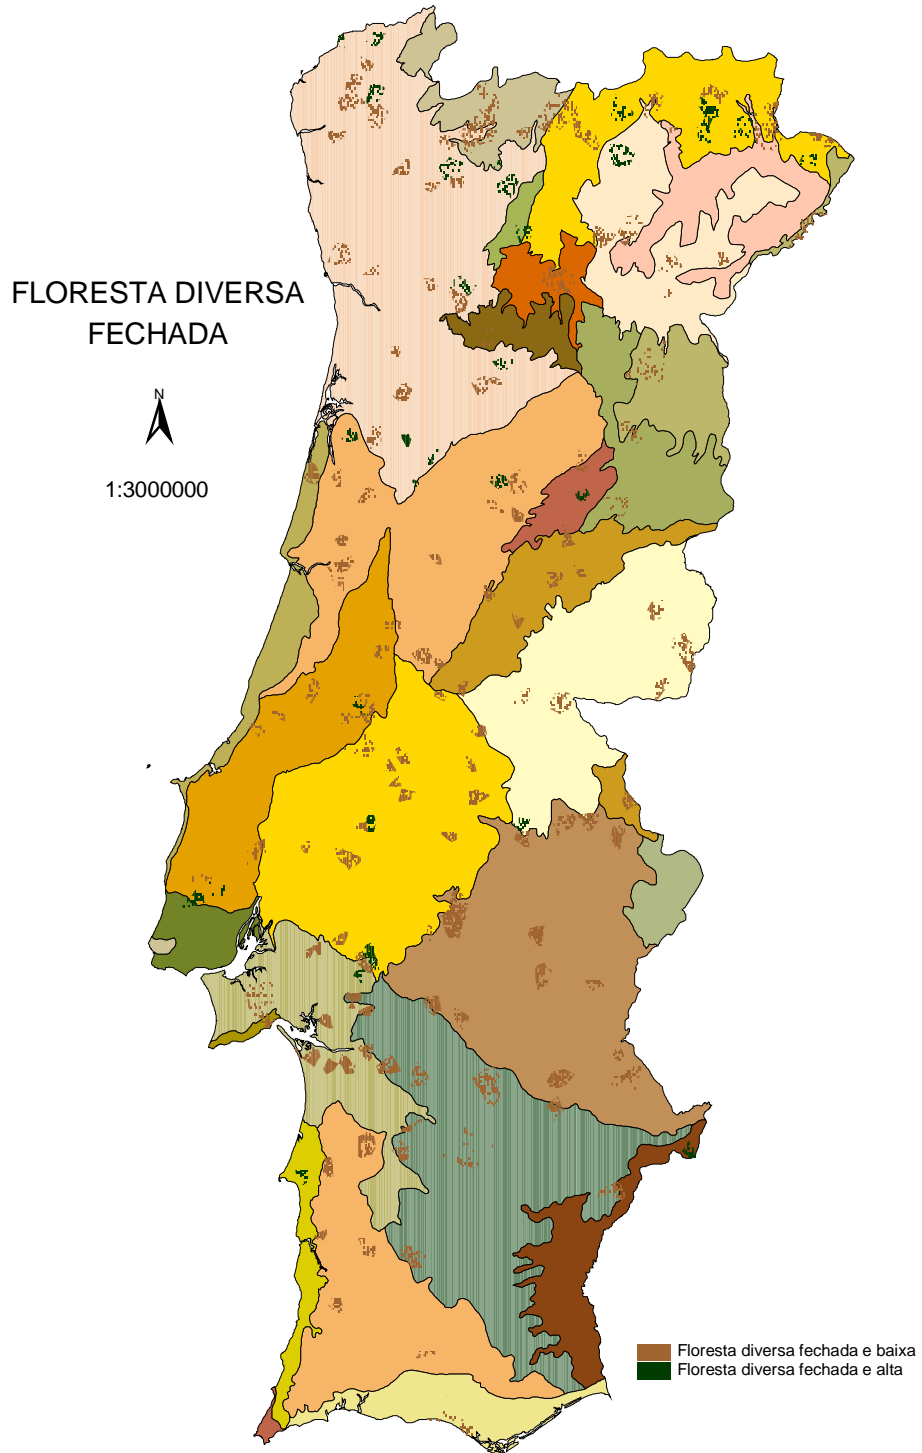 FLORESTA DIVERSA
FECHADA
N
1:3000000
Floresta diversa fechada e baixa
Floresta diversa fechada e alta